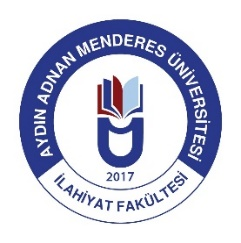 AYDIN ADNAN MENDERES ÜNİVERSİTESİ
2017
İLAHİYAT FAKÜLTESİ